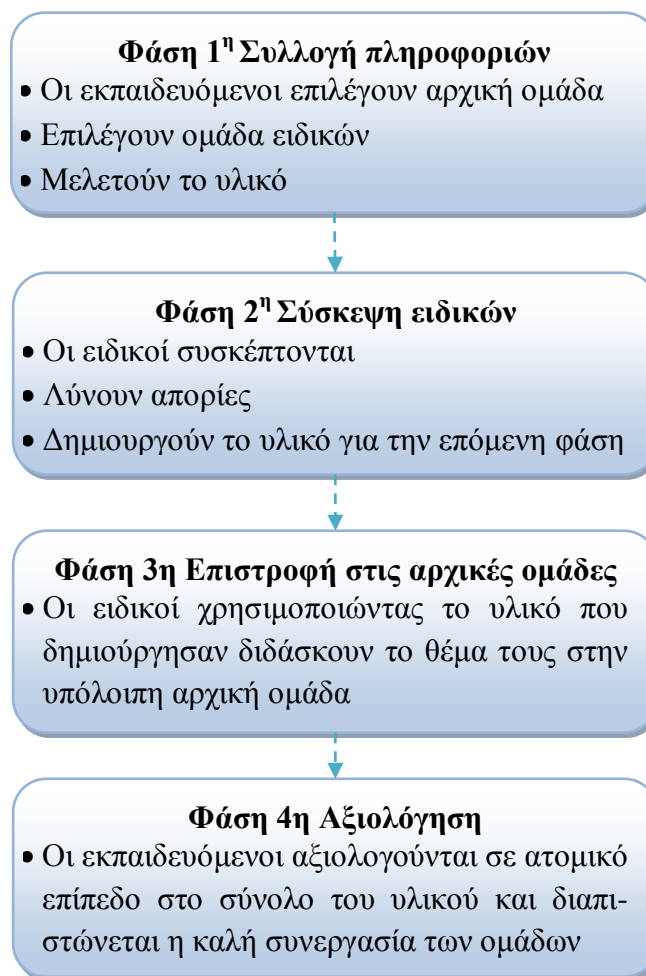 Φάση 1η Συλλογή πληροφοριών
• Οι εκπαιδευόμενοι επιλέγουν αρχική ομάδα
• Επιλέγουν ομάδα ειδικών
• Μελετούν το υλικό
Φάση 2η Σύσκεψη ειδικών
• Οι ειδικοί συσκέπτονται
• Λύνουν απορίες
• Δημιουργούν το υλικό για την επόμενη φάση
Φάση 3η Επιστροφή στις αρχικές ομάδες
• Οι ειδικοί χρησιμοποιώντας το υλικό που
δημιούργησαν διδάσκουν το θέμα τους στην
υπόλοιπη αρχική ομάδα
Φάση 4η Αξιολόγηση
• Οι εκπαιδευόμενοι αξιολογούνται σε ατομικό
επίπεδο στο σύνολο του υλικού και διαπι-
στώνεται η καλή συνεργασία των ομάδων